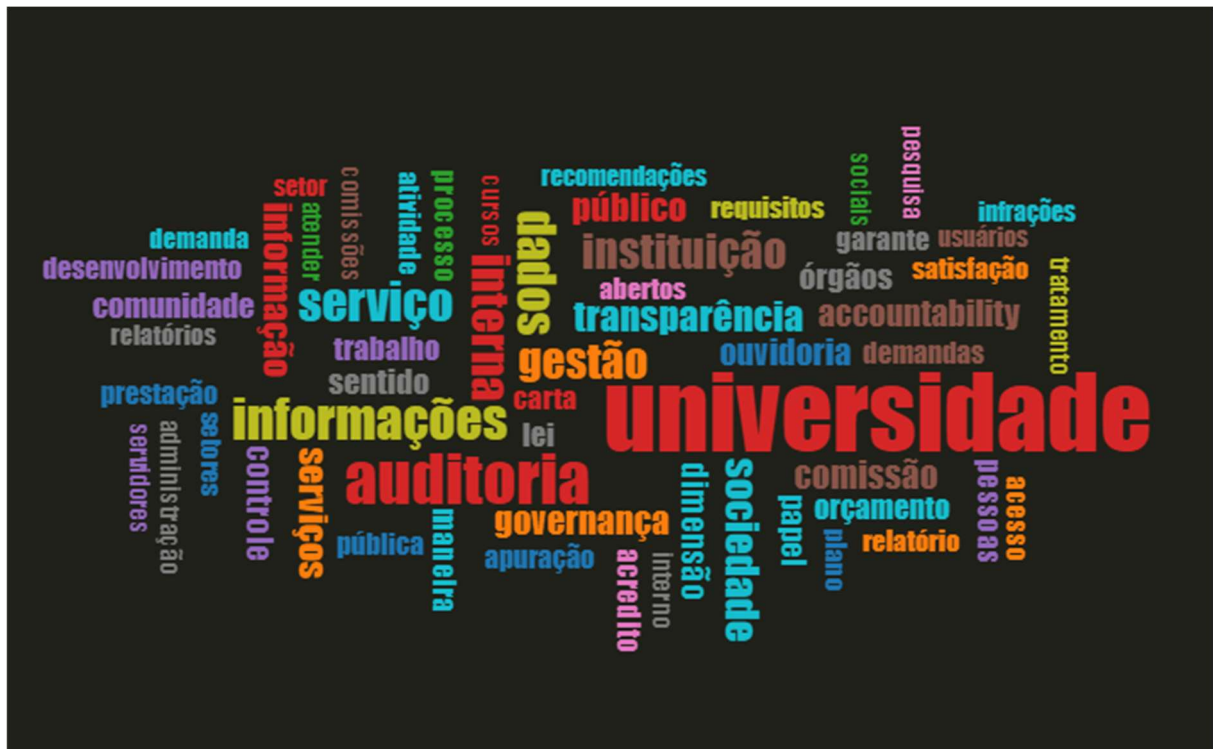 pesquisa
sociais
recomendações
setor
comissões
atividade
processo
cursos
público
requisitos
infrações
informação
atender
dados
demanda
instituição
garante
usuários
desenvolvimento
interna
órgãos
satisfação
tratamento
comunidade
serviço
abertos
transparência
accountability
relatórios
trabalho
gestão
ouvidoria
demandas
sentido
prestação
carta
universidade
informações
lei
setores
servidores
administração
controle
serviços
auditoria
dimensão
sociedade
comissão
pessoas
acesso
maneira
governança
papel
orçamento
pública
apuração
plano
relatório
acredito
interno